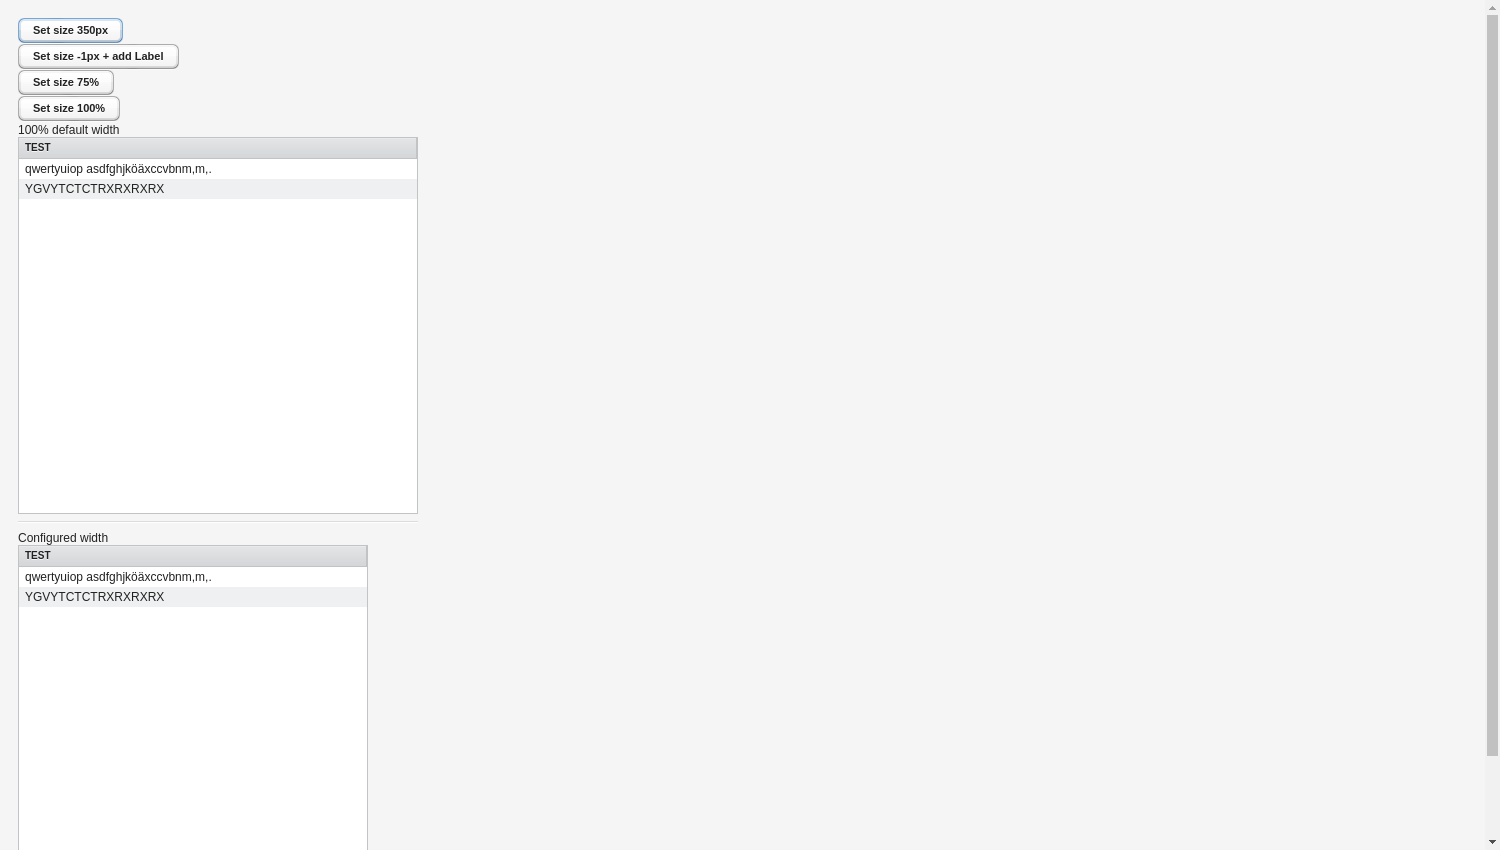 Set size 350px
Set size -1px + add Label
Set size 75%
Set size 100%
100% default width
TEST
qwertyuiop asdfghjköäxccvbnm,m,.
YGVYTCTCTRXRXRXRX
Configured width
TEST
qwertyuiop asdfghjköäxccvbnm,m,.
YGVYTCTCTRXRXRXRX